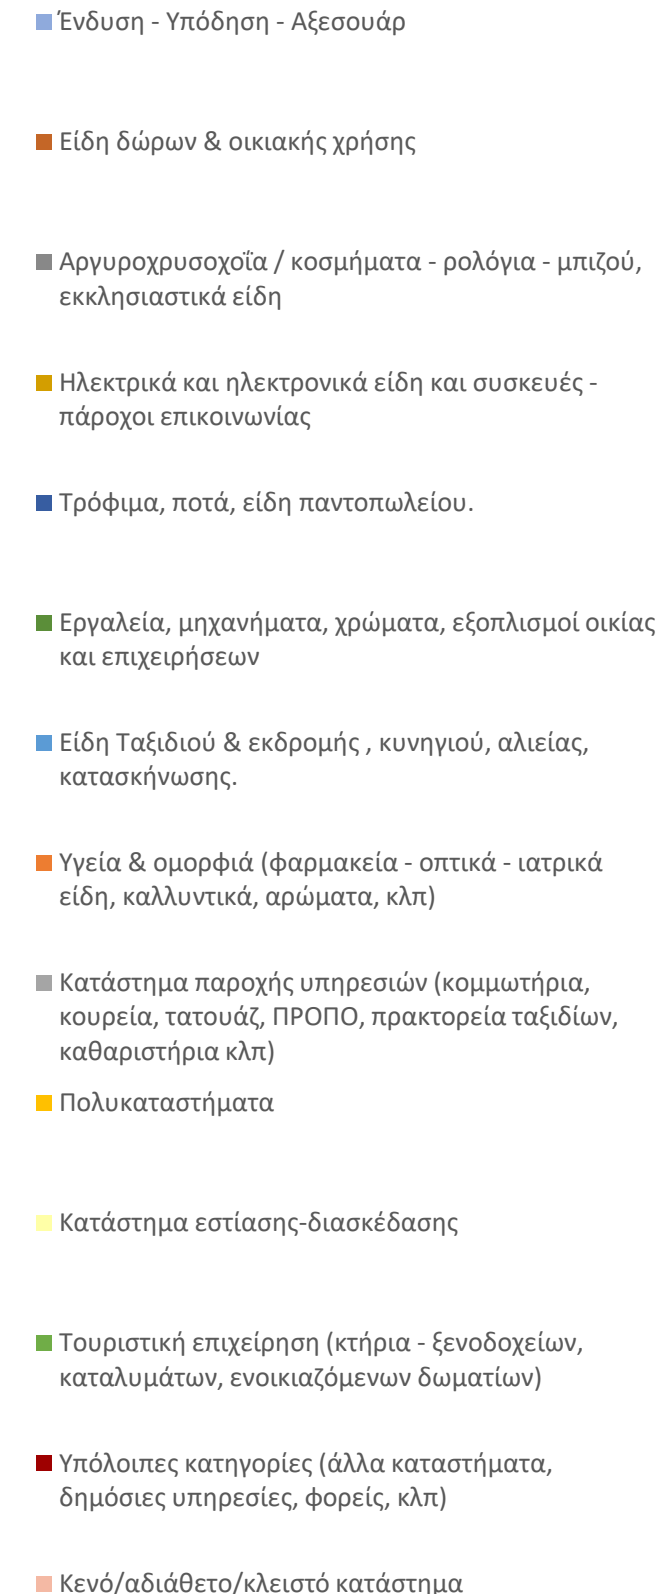 Ένδυση - Υπόδηση - Αξεσουάρ
Είδη δώρων & οικιακής χρήσης
Αργυροχρυσοχοΐα / κοσμήματα - ρολόγια - μπιζού,
εκκλησιαστικά είδη
Ηλεκτρικά και ηλεκτρονικά είδη και συσκευές -
πάροχοι επικοινωνίας
Τρόφιμα, ποτά, είδη παντοπωλείου.
Εργαλεία, μηχανήματα, χρώματα, εξοπλισμοί οικίας
και επιχειρήσεων
Είδη Ταξιδιού & εκδρομής , κυνηγιού, αλιείας,
κατασκήνωσης.
Υγεία & ομορφιά (φαρμακεία - οπτικά - ιατρικά
είδη, καλλυντικά, αρώματα, κλπ)
Κατάστημα παροχής υπηρεσιών (κομμωτήρια,
κουρεία, τατουάζ, ΠΡΟΠΟ, πρακτορεία ταξιδίων,
καθαριστήρια κλπ)
Πολυκαταστήματα
Κατάστημα εστίασης-διασκέδασης
Τουριστική επιχείρηση (κτήρια - ξενοδοχείων,
καταλυμάτων, ενοικιαζόμενων δωματίων)
Υπόλοιπες κατηγορίες (άλλα καταστήματα,
δημόσιες υπηρεσίες, φορείς, κλπ)
Κενό/αδιάθετο/κλειστό κατάστημα